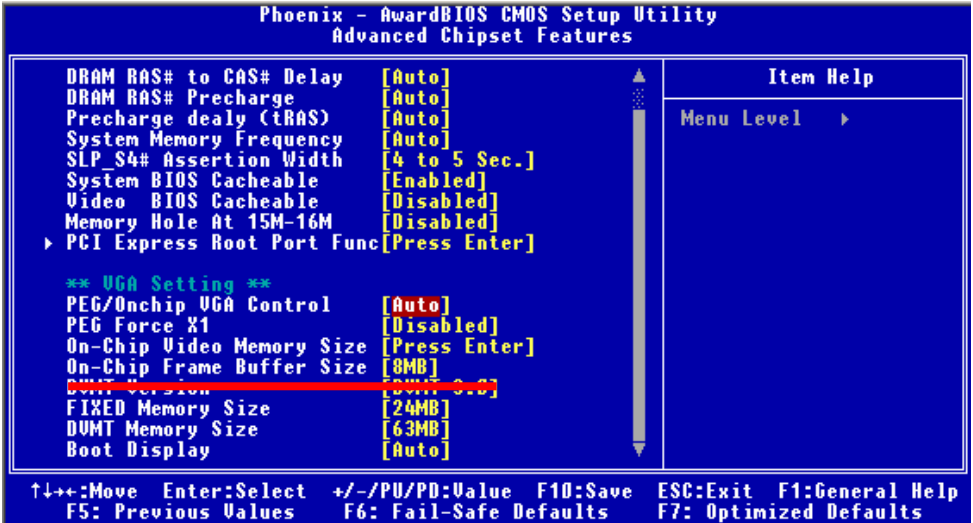 Phoenix - AwardBIOS CMOS Setup Utility
Advanced Chipset Features
DRAM RAS# to CAS# Delay [Auto]
DRAM RAS# Precharge [Auto]
Precharge dealy (tRAS) [Auto]
System Memory Frequency [Auto]
SLP_S4# Assertion Width [4 to 5 Sec.]
System BIOS Cacheable [Enabled]
Video BIOS Cacheable [Disabled]
Memory Hole At 15M-16M [Disabled]
PCI Express Root Port Func[Press Enter]
** VGA Setting **
PEG/Onchip VGA Control [Auto]
PEG Force X1 [Disabled]
On-Chip Video Memory Size [Press Enter]
On-Chip Frame Buffer Size [8MB]
DVMT Version [DVMT 3.0]
FIXED Memory Size [24MB]
DVMT Memory Size [63MB]
Boot Display [Auto]
Item Help
Menu Level
↑↓→←:Move Enter:Select +/-/PU/PD:Value F10:Save ESC:Exit F1:General Help
F5: Previous Values F6: Fail-Safe Defaults F7: Optimized Defaults